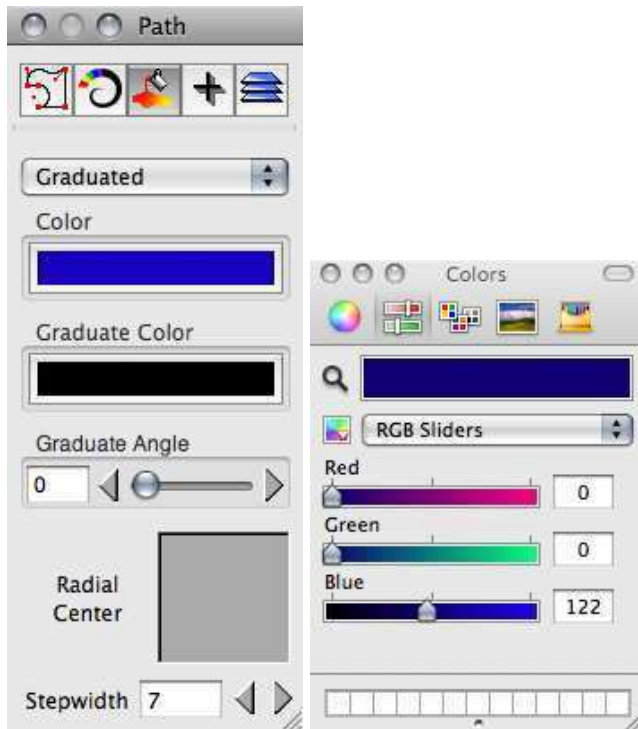 Path
Graduated
Color
Graduate Color
Graduate Angle
0
Radial
Center
Stepwidth 7
Colors
RGB Sliders
Red
0
Green
0
Blue
122